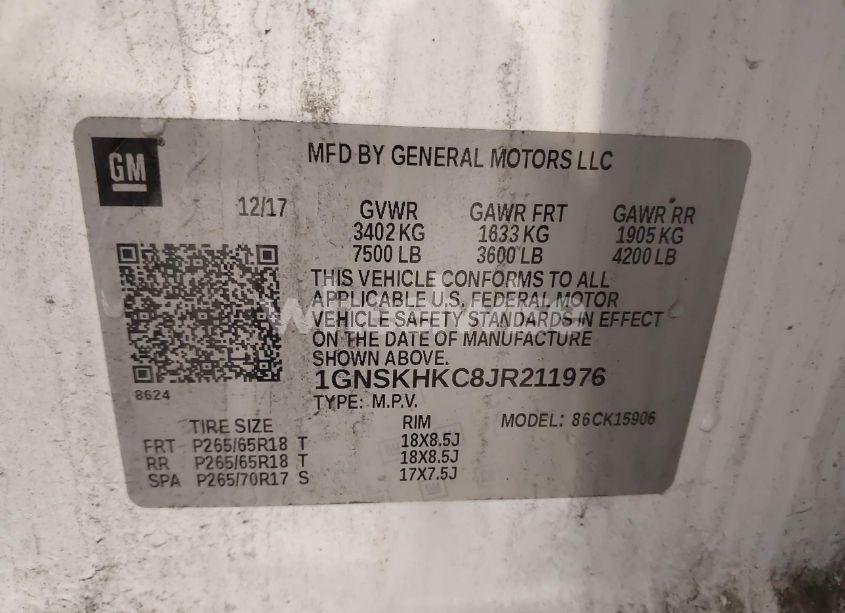 GM
MFD BY GENERAL MOTORS LLC
12/17 GVWR GAWR FRT GAWR RR
3402 KG 1633 KG 1905 KG
7500 LB 3600 LB 4200 LB
THIS VEHICLE CONFORMS TO ALL
APPLICABLE U.S. FEDERAL MOTOR
VEHICLE SAFETY STANDARDS IN EFFECT
ON THE DATE OF MANUFACTURE
SHOWN ABOVE.
1GNSKHKC8JR211976
8624
TYPE: M.P.V.
TIRE SIZE RIM MODEL: 86CK15906
FRT P265/65R18 T 18X8.5J
RR P265/65R18 T 18X8.5J
SPA P265/70R17 S 17X7.5J